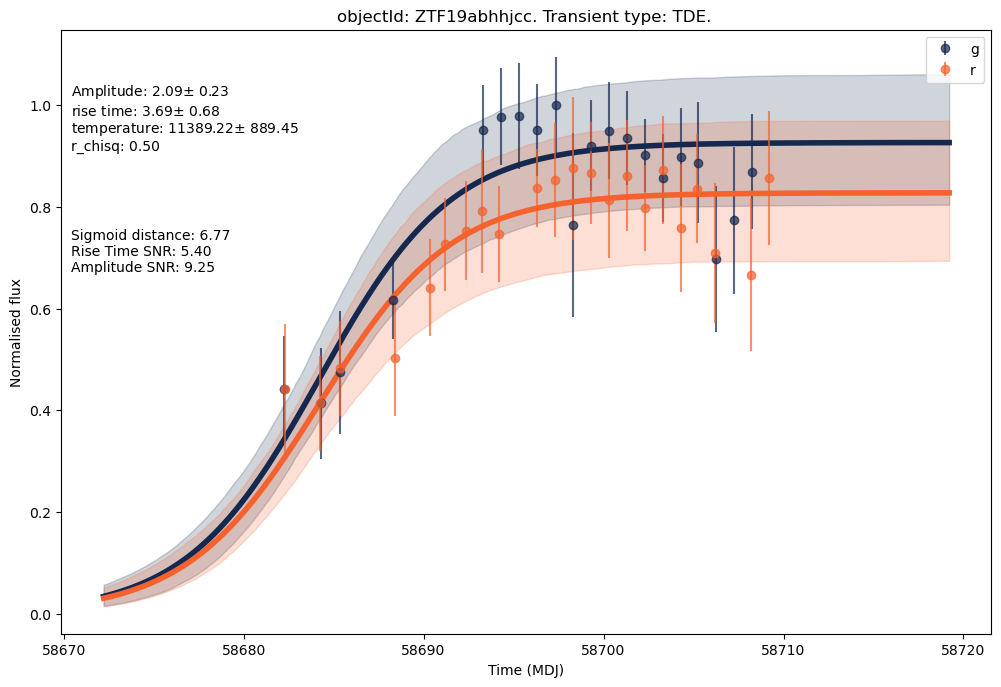 objectId: ZTF19abhhjcc. Transient type: TDE.
g
r
Amplitude: 2.09± 0.23
rise time: 3.69± 0.68
temperature: 11389.22± 889.45
r_chisq: 0.50
Sigmoid distance: 6.77
Rise Time SNR: 5.40
Amplitude SNR: 9.25
Normalised flux
1.0
0.8
0.6
0.4
0.2
0.0
58670
58680
58690
58700
58710
58720
Time (MDJ)